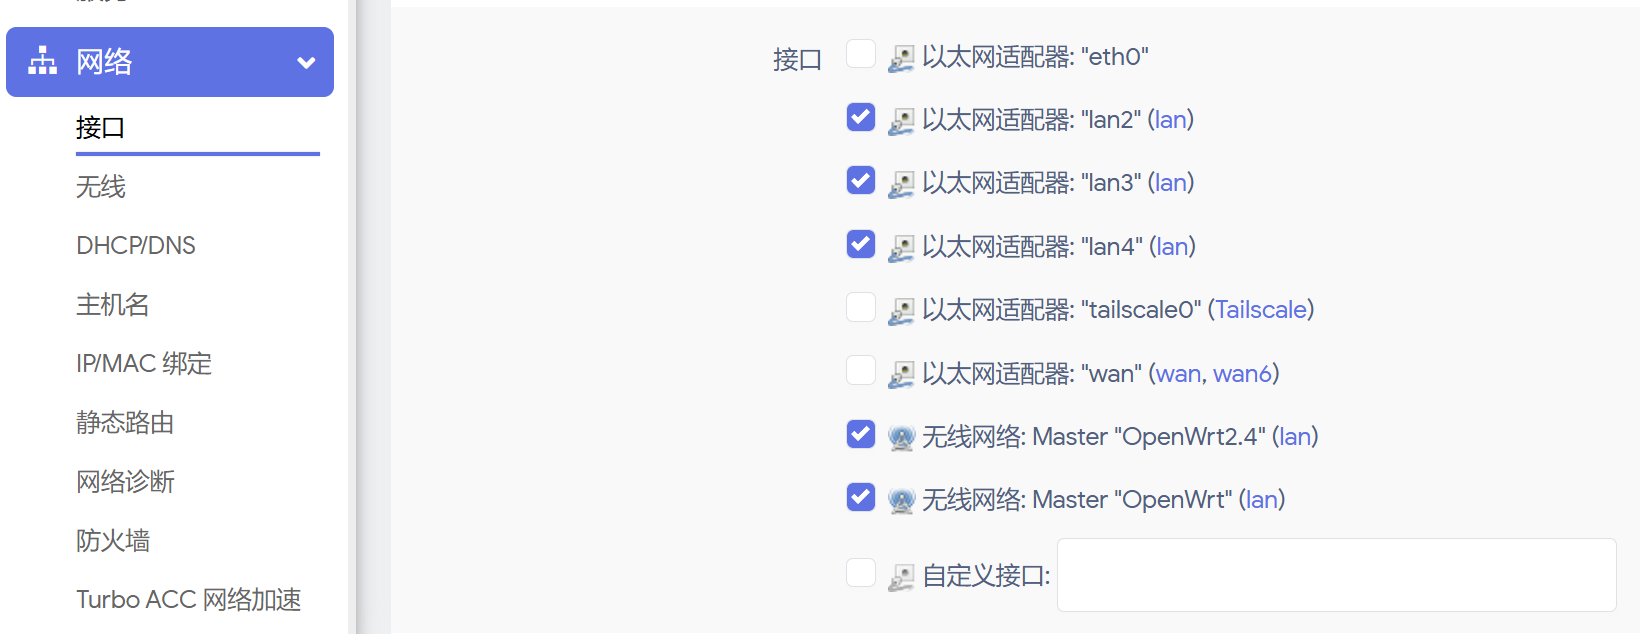 网络
接口
无线
DHCP/DNS
主机名
IP/MAC 绑定
静态路由
网络诊断
防火墙
Turbo ACC 网络加速
接口
以太网适配器: "eth0"
以太网适配器: "lan2" (lan)
以太网适配器: "lan3" (lan)
以太网适配器: "lan4" (lan)
以太网适配器: "tailscale0" (Tailscale)
以太网适配器: "wan" (wan, wan6)
无线网络: Master "OpenWrt2.4" (lan)
无线网络: Master "OpenWrt" (lan)
自定义接口: